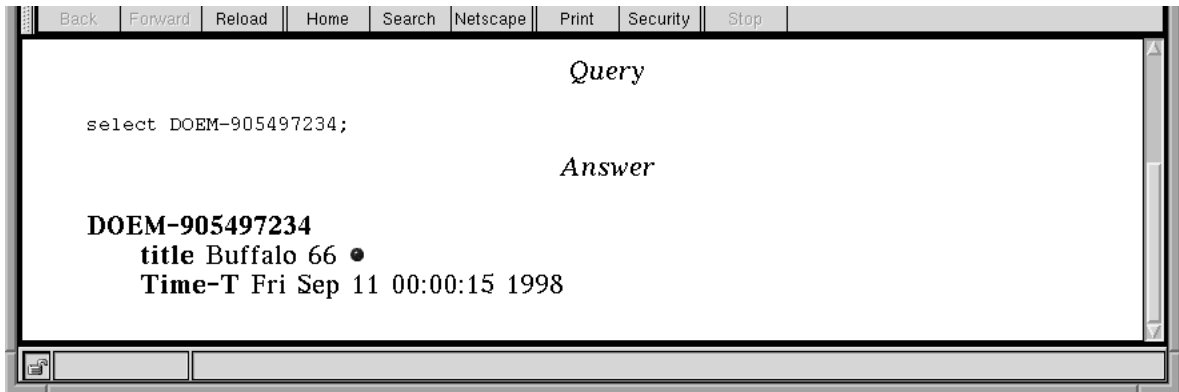 Back Forward Reload Home Search Netscape Print Security Stop
Query
select DOEM-905497234;
Answer
DOEM-905497234
title Buffalo 66
Time-T Fri Sep 11 00:00:15 1998